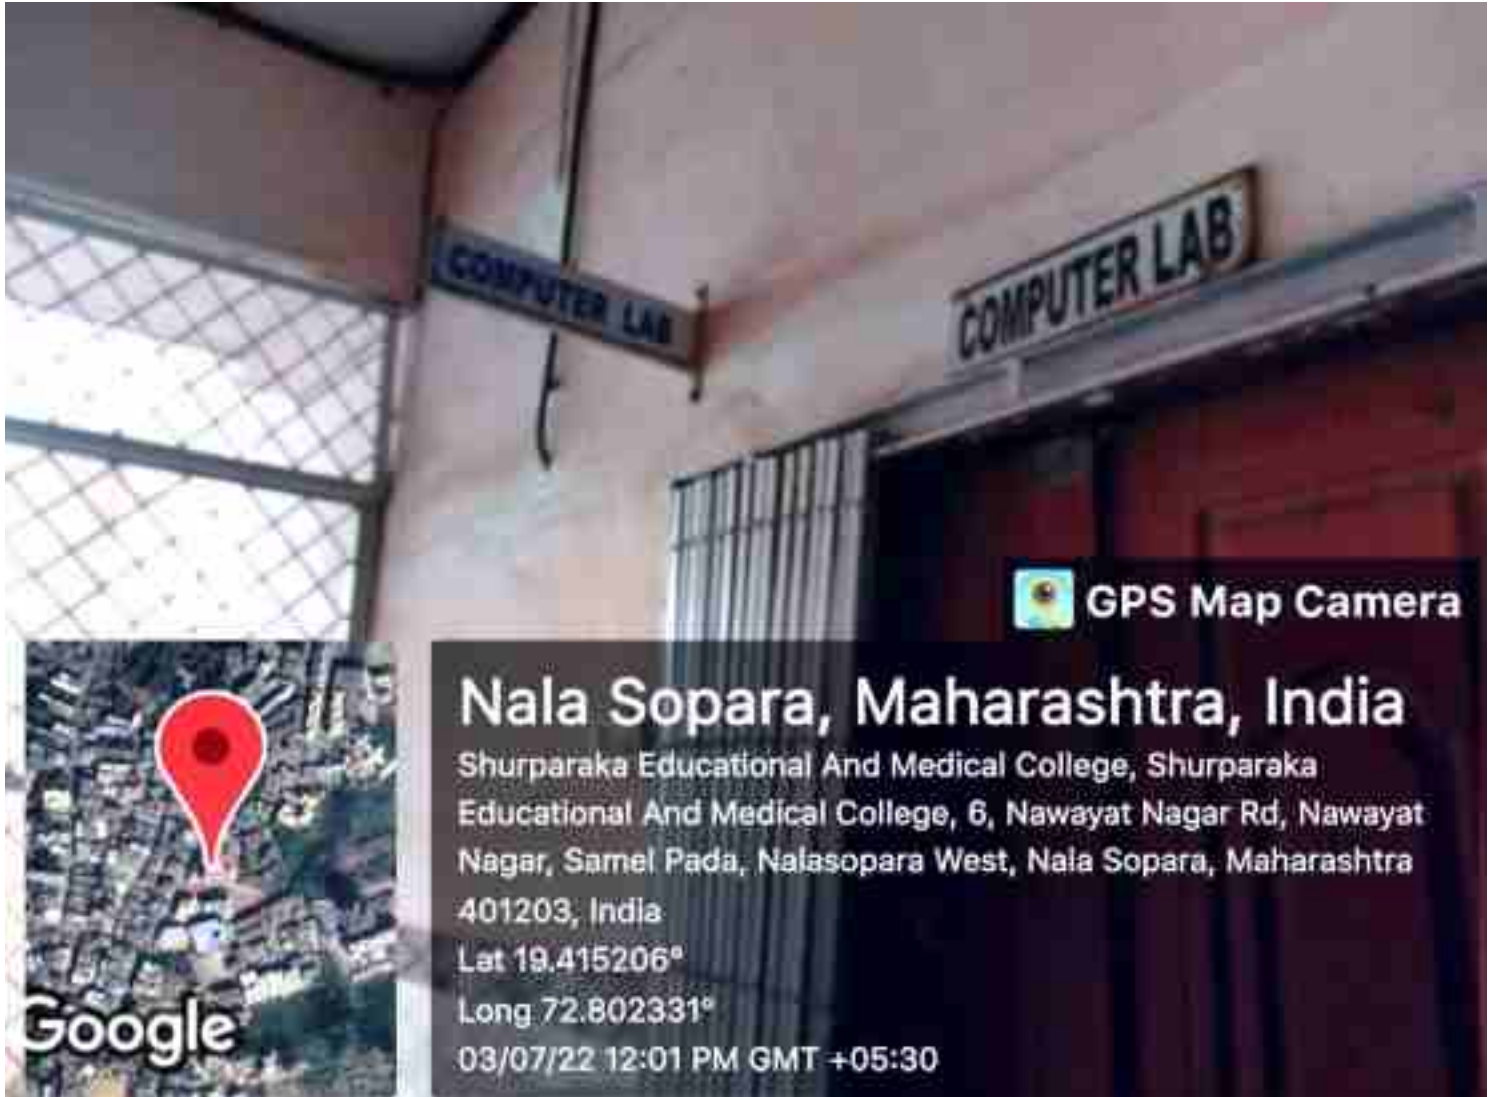 COMPUTER LAB
COMPUTER LAB
GPS Map Camera
Nala Sopara, Maharashtra, India
Shurparaka Educational And Medical College, Shurparaka
Educational And Medical College, 6, Nawayat Nagar Rd, Nawayat
Nagar, Samel Pada, Nalasopara West, Nala Sopara, Maharashtra
401203, India
Lat 19.415206°
Long 72.802331°
03/07/22 12:01 PM GMT +05:30
Google